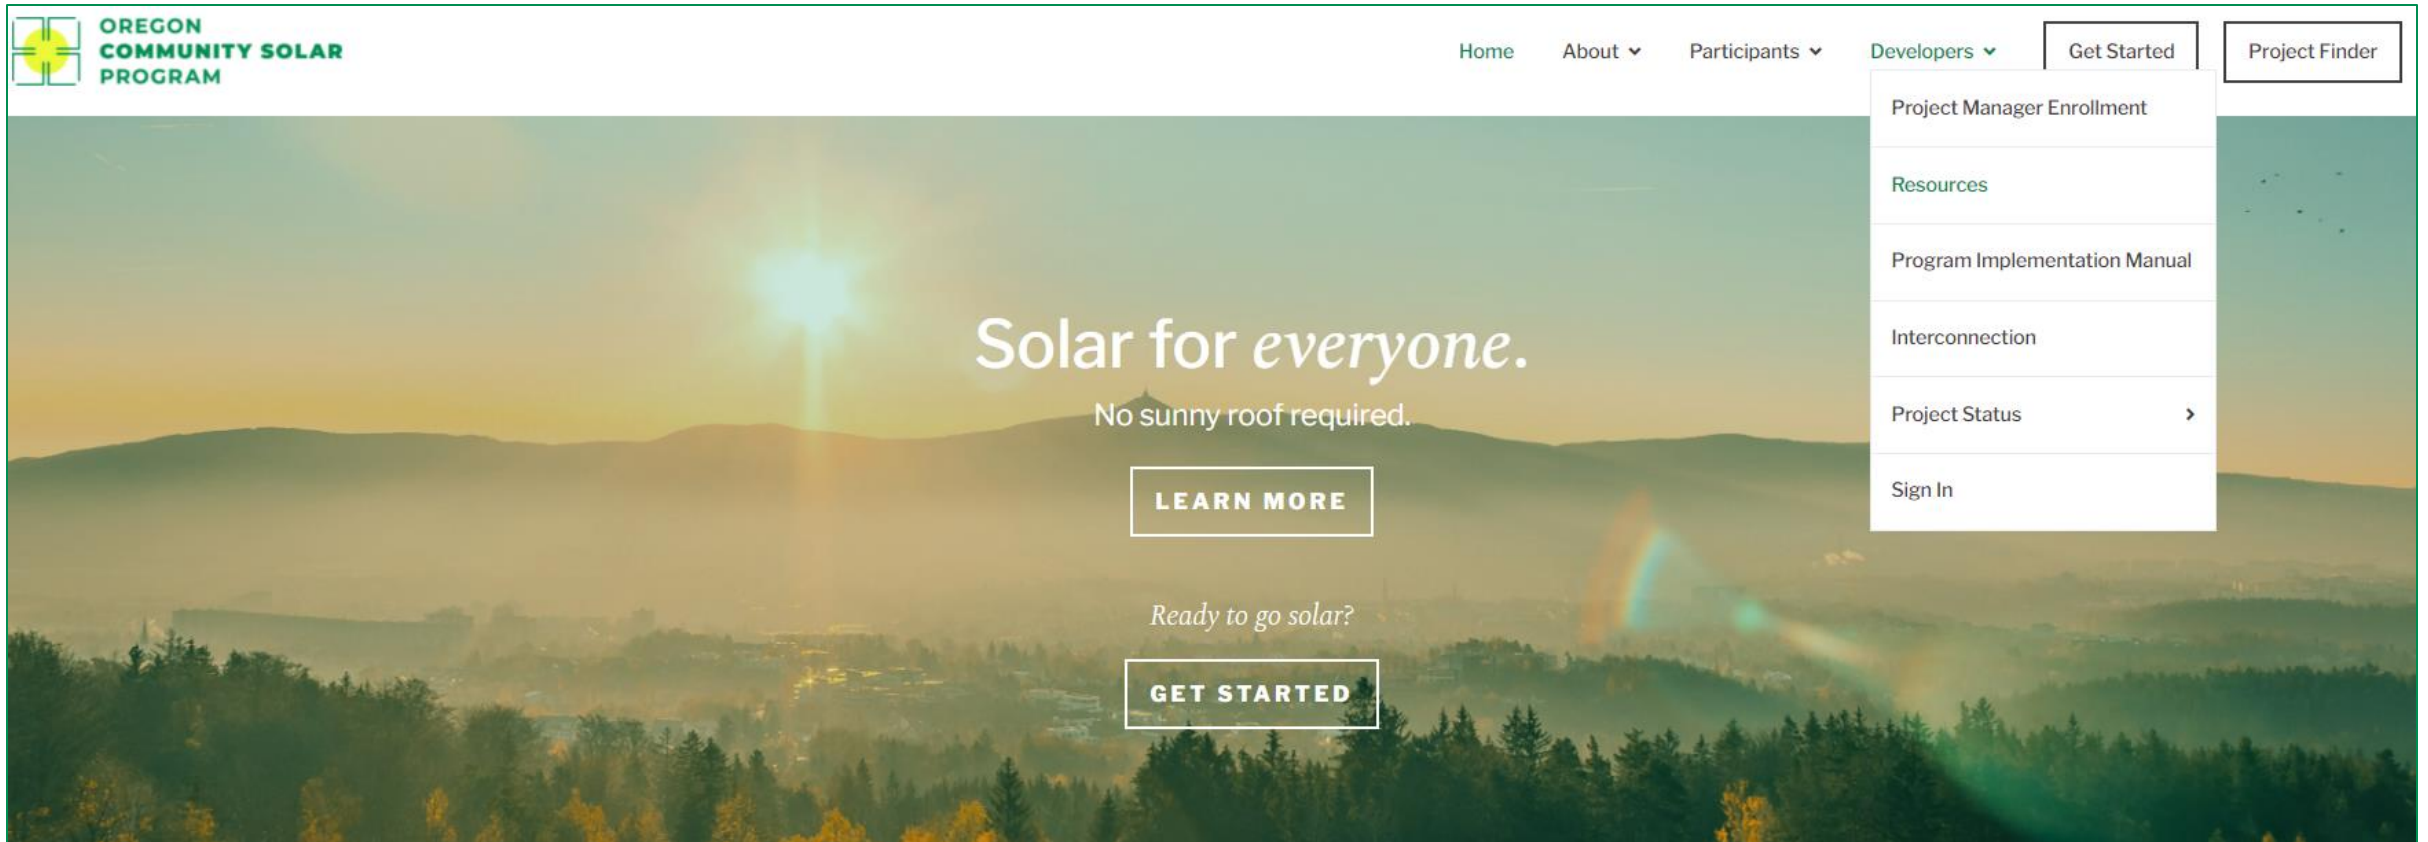 OREGON
COMMUNITY SOLAR
PROGRAM
Home About Participants Developers Get Started Project Finder
Project Manager Enrollment
Resources
Program Implementation Manual
Interconnection
Project Status
Sign In
Solar for everyone.
No sunny roof required.
LEARN MORE
Ready to go solar?
GET STARTED